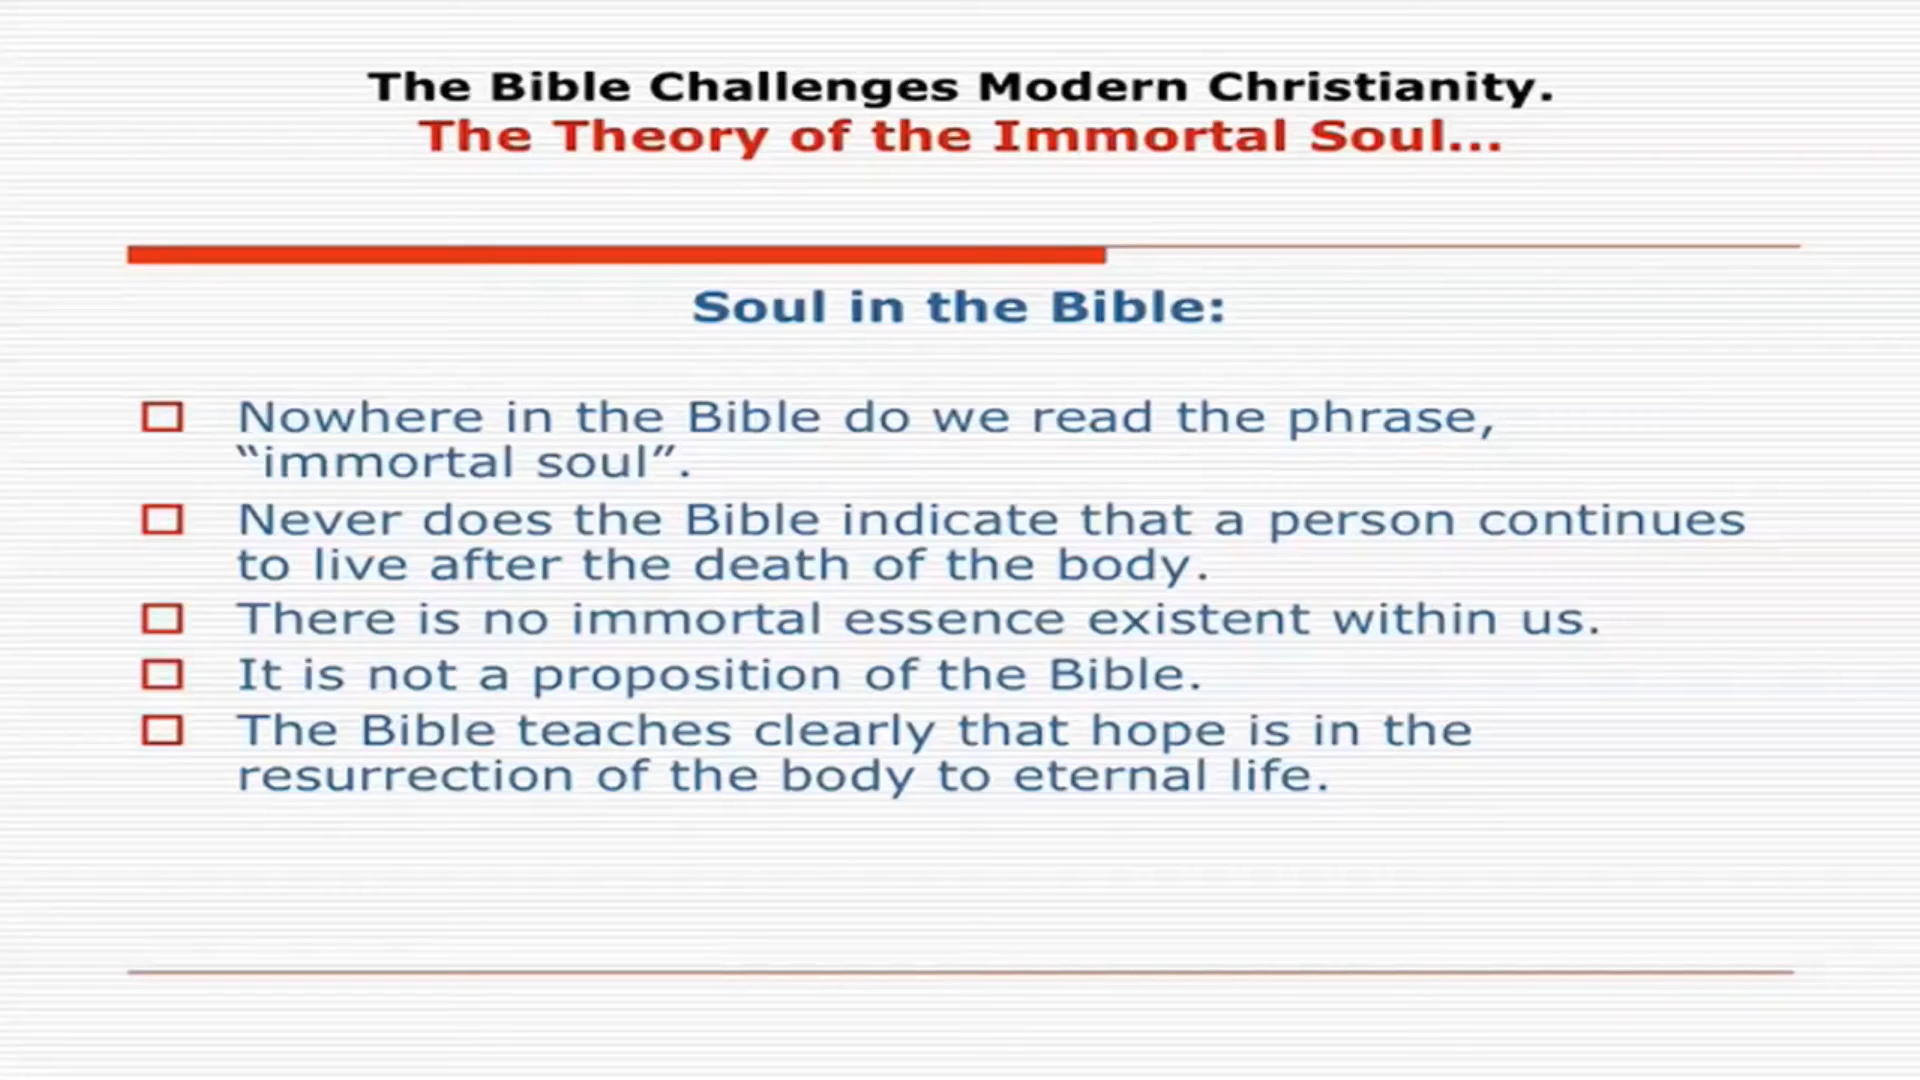 The Bible Challenges Modern Christianity.
The Theory of the Immortal Soul...
Soul in the Bible:
Nowhere in the Bible do we read the phrase,
“immortal soul”.
Never does the Bible indicate that a person continues
to live after the death of the body.
There is no immortal essence existent within us.
It is not a proposition of the Bible.
The Bible teaches clearly that hope is in the
resurrection of the body to eternal life.